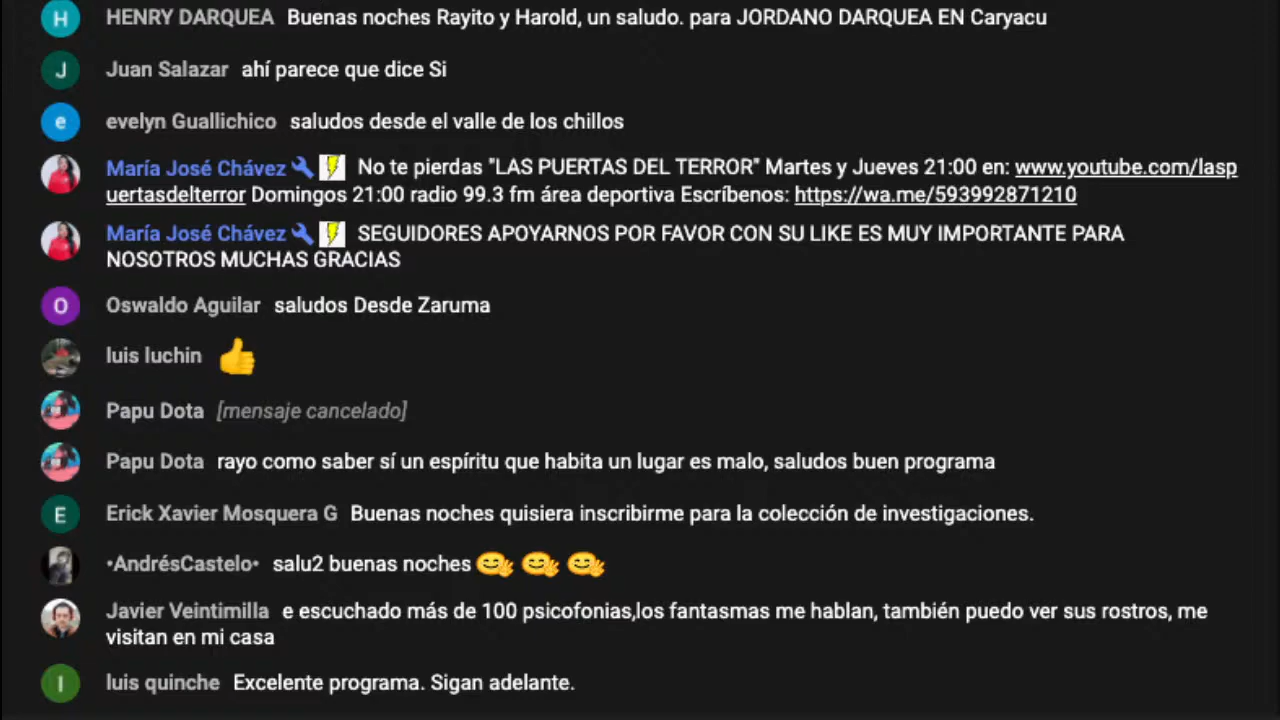 H HENRY DARQUEA Buenas noches Rayito y Harold, un saludo. para JORDANO DARQUEA EN Caryacu
J Juan Salazar ahí parece que dice Si
e evelyn Guallichico saludos desde el valle de los chillos
María José Chávez No te pierdas "LAS PUERTAS DEL TERROR" Martes y Jueves 21:00 en: www.youtube.com/lasp
uertasdelterror Domingos 21:00 radio 99.3 fm área deportiva Escríbenos: https://wa.me/593992871210
María José Chávez SEGUIDORES APOYARNOS POR FAVOR CON SU LIKE ES MUY IMPORTANTE PARA
NOSOTROS MUCHAS GRACIAS
O Oswaldo Aguilar saludos Desde Zaruma
luis luchin 👍
Papu Dota [mensaje cancelado]
Papu Dota rayo como saber sí un espíritu que habita un lugar es malo, saludos buen programa
E Erick Xavier Mosquera G Buenas noches quisiera inscribirme para la colección de investigaciones.
•AndrésCastelo• salu2 buenas noches
Javier Veintimilla e escuchado más de 100 psicofonias,los fantasmas me hablan, también puedo ver sus rostros, me
visitan en mi casa
l luis quinche Excelente programa. Sigan adelante.